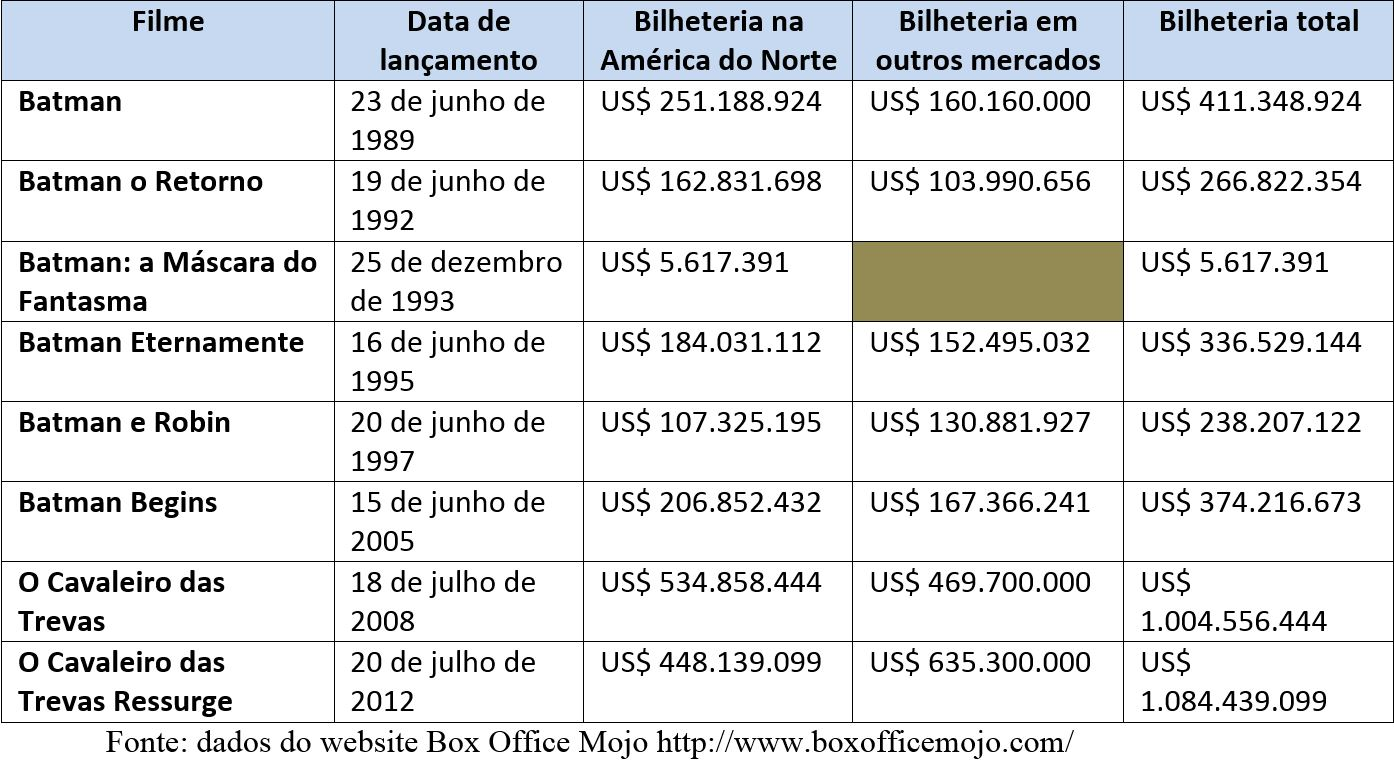 Filme Data de lançamento Bilheteria na América do Norte Bilheteria em outros mercados Bilheteria total
Batman 23 de junho de 1989 US$ 251.188.924 US$ 160.160.000 US$ 411.348.924
Batman o Retorno 19 de junho de 1992 US$ 162.831.698 US$ 103.990.656 US$ 266.822.354
Batman: a Máscara do Fantasma 25 de dezembro de 1993 US$ 5.617.391 US$ 5.617.391
Batman Eternamente 16 de junho de 1995 US$ 184.031.112 US$ 152.495.032 US$ 336.529.144
Batman e Robin 20 de junho de 1997 US$ 107.325.195 US$ 130.881.927 US$ 238.207.122
Batman Begins 15 de junho de 2005 US$ 206.852.432 US$ 167.366.241 US$ 374.216.673
O Cavaleiro das Trevas 18 de julho de 2008 US$ 534.858.444 US$ 469.700.000 US$ 1.004.556.444
O Cavaleiro das Trevas Ressurge 20 de julho de 2012 US$ 448.139.099 US$ 635.300.000 US$ 1.084.439.099
Fonte: dados do website Box Office Mojo http://www.boxofficemojo.com/